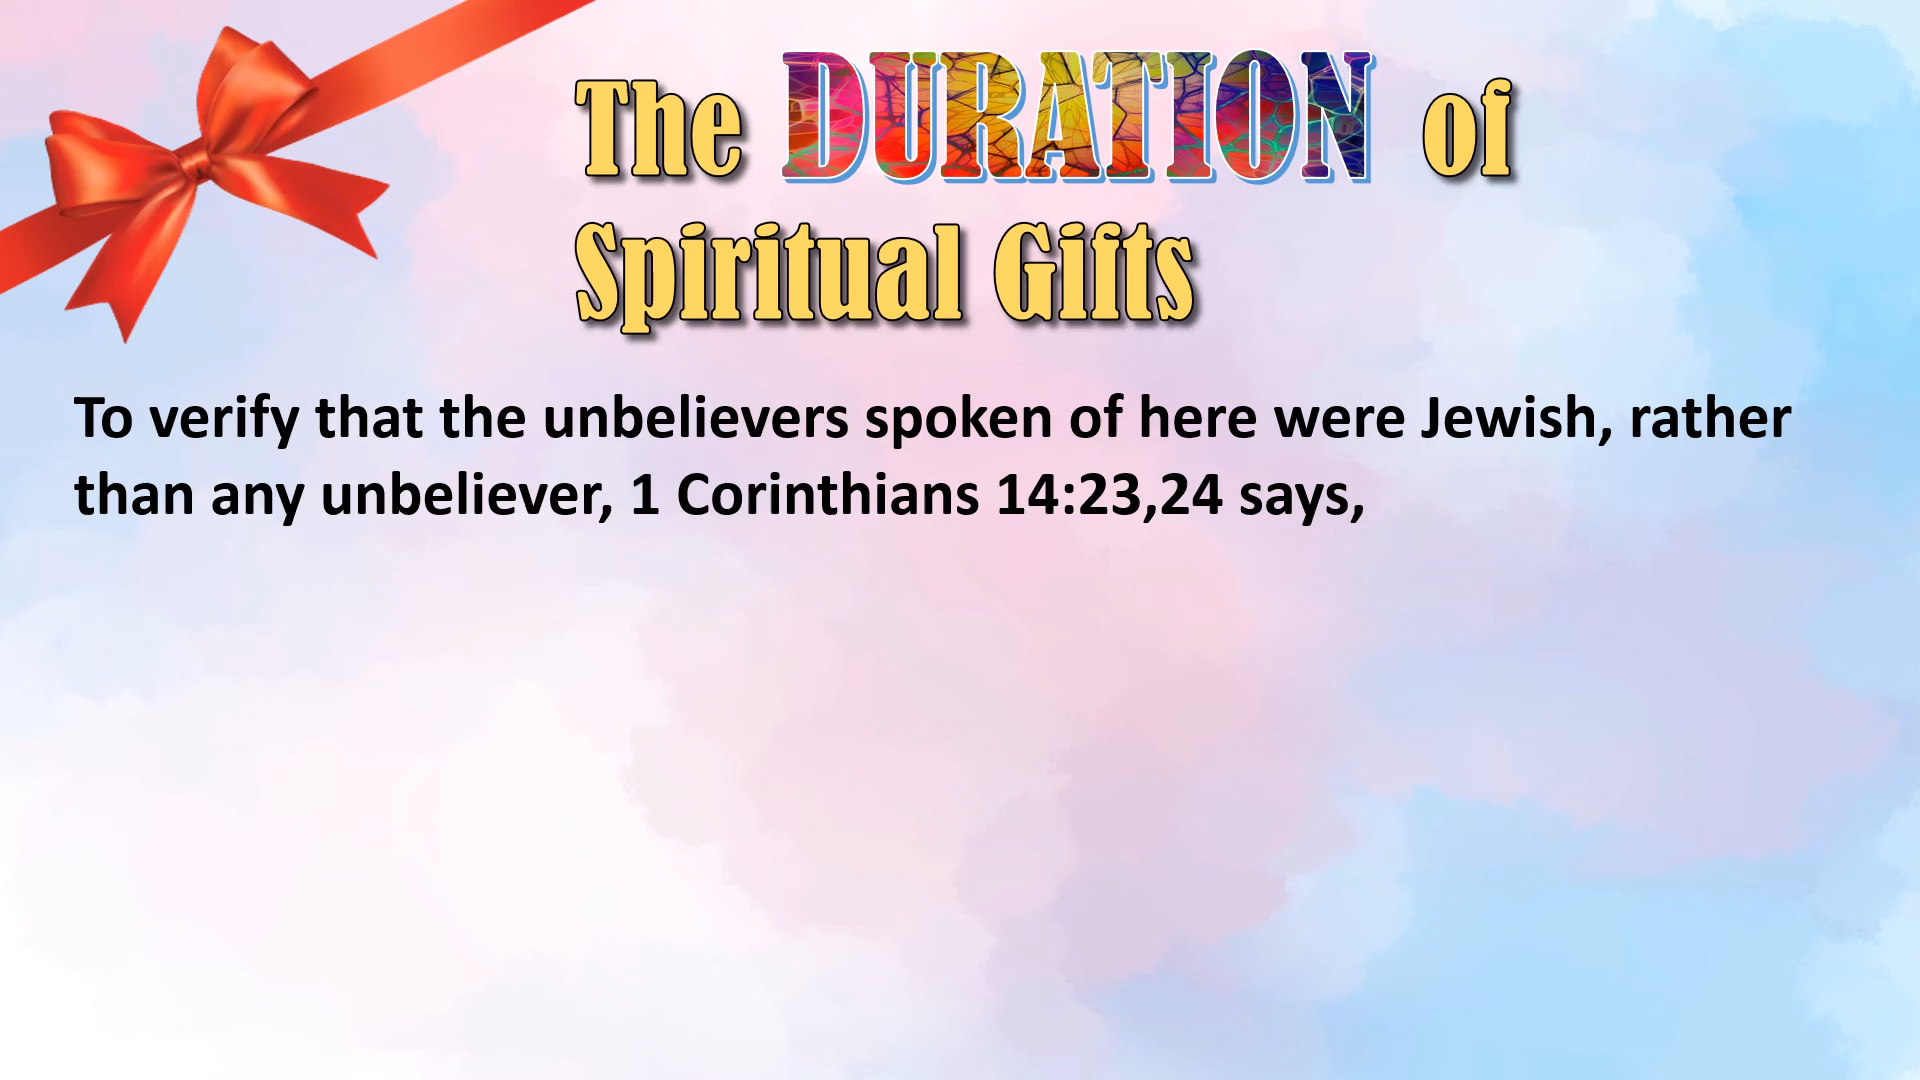 The DURATION of
Spiritual Gifts
To verify that the unbelievers spoken of here were Jewish, rather
than any unbeliever, 1 Corinthians 14:23,24 says,